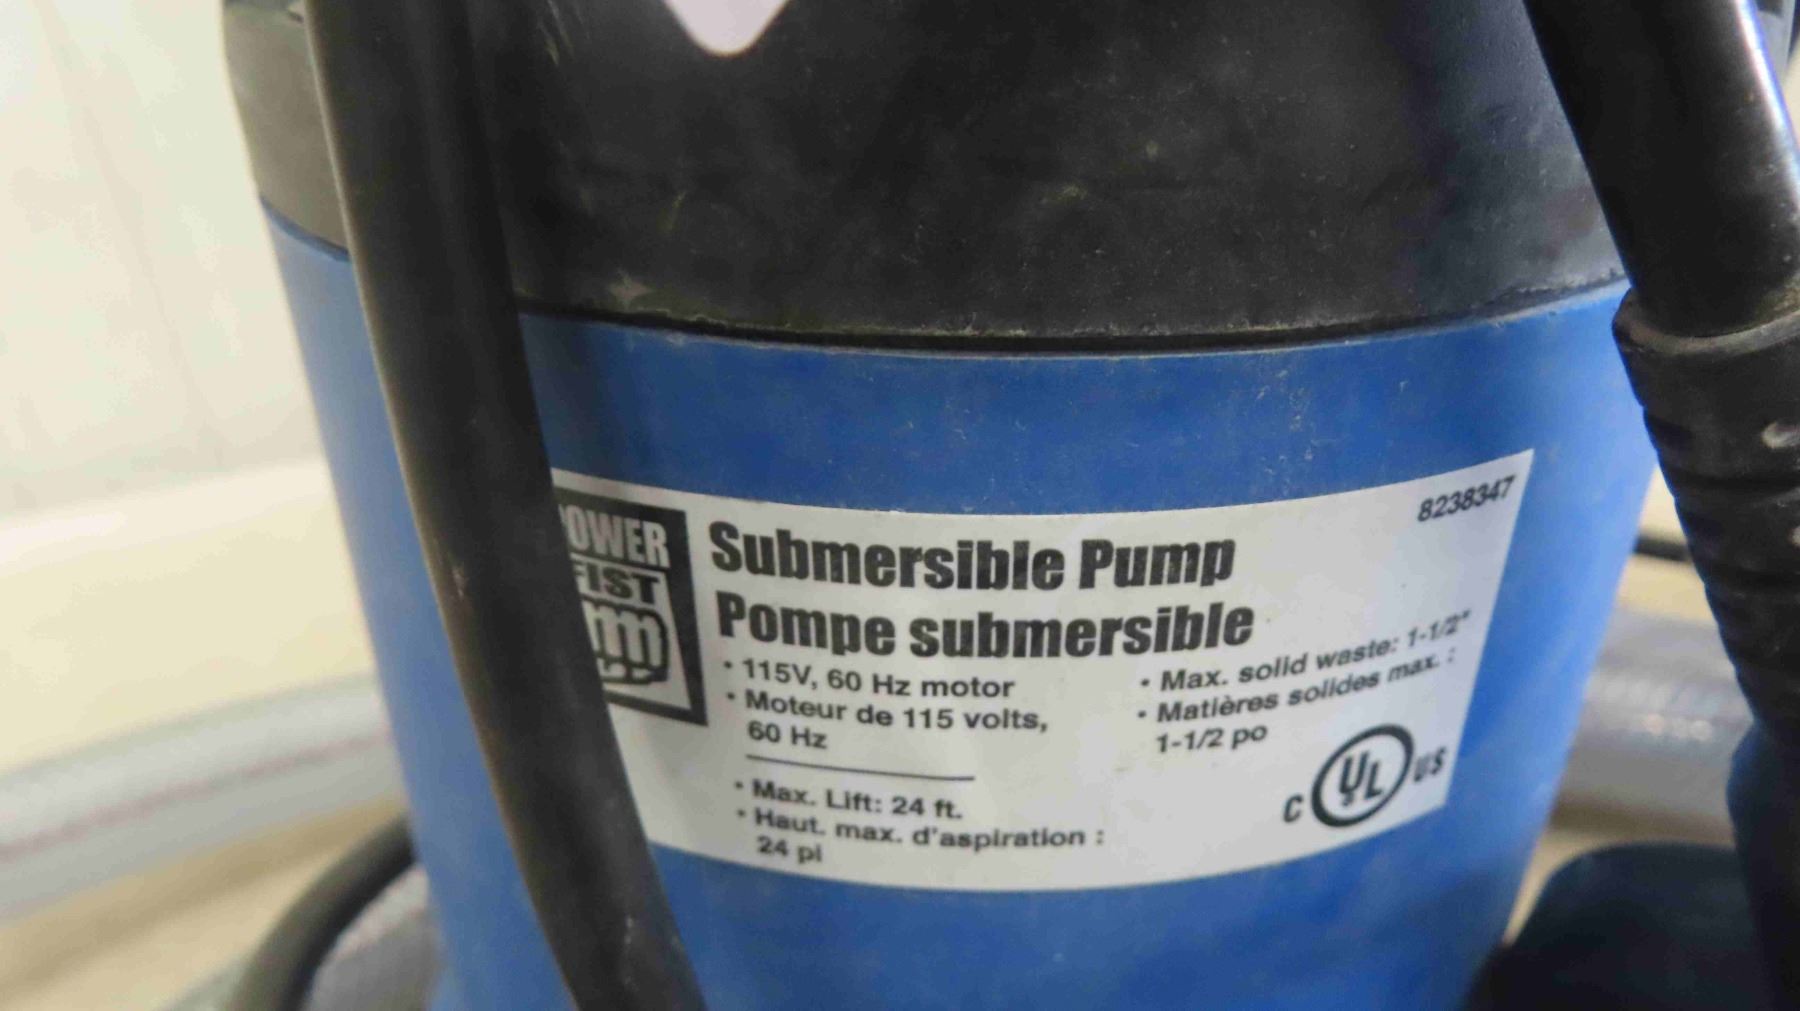 8238347
OWER
FIST
Submersible Pump
Pompe submersible
• 115V, 60 Hz motor
• Moteur de 115 volts,
60 Hz
• Max. Lift: 24 ft.
• Haut. max. d'aspiration :
24 pi
• Max. solid waste: 1-1/2"
• Matières solides max. :
1-1/2 po
C UL US